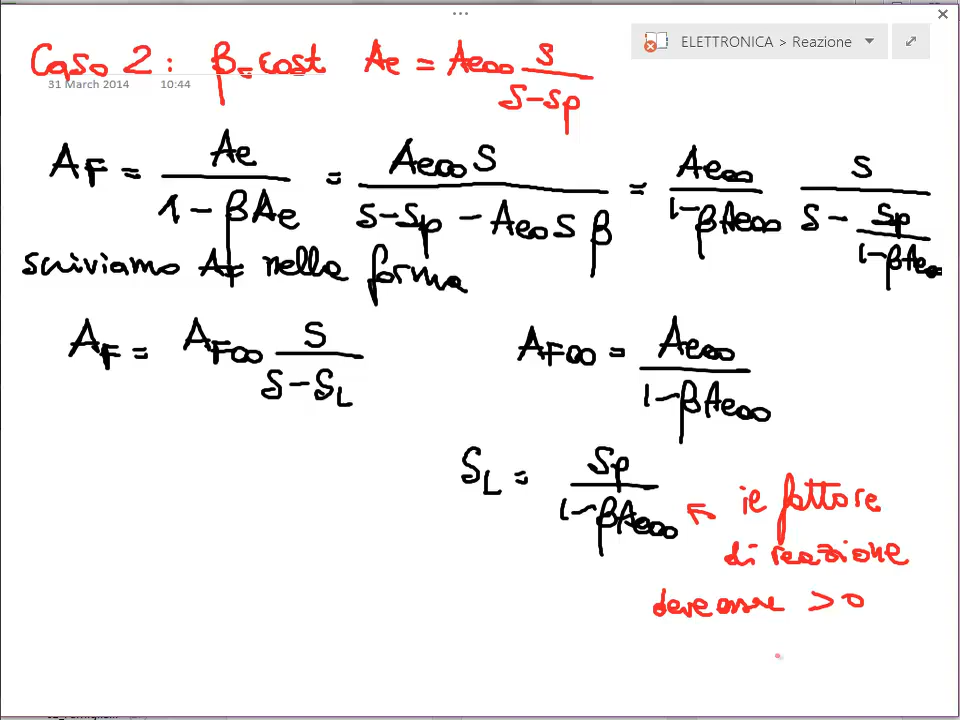 ELETTRONICA > Reazione
Caso 2 : β = cost Ae = Ae∞ s / (s - sp)
31 March 2014 10:44
AF = Ae / (1 - βAe) = Ae∞ s / (s - sp - Ae∞ s β) = Ae∞ / (1 - βAe∞) s / (s - sp / (1 - βAe∞))
scriviamo AF nella forma
AF = AF∞ s / (s - sL) AF∞ = Ae∞ / (1 - βAe∞)
sL = sp / (1 - βAe∞) ← il fattore
di reazione
deve essere > 0